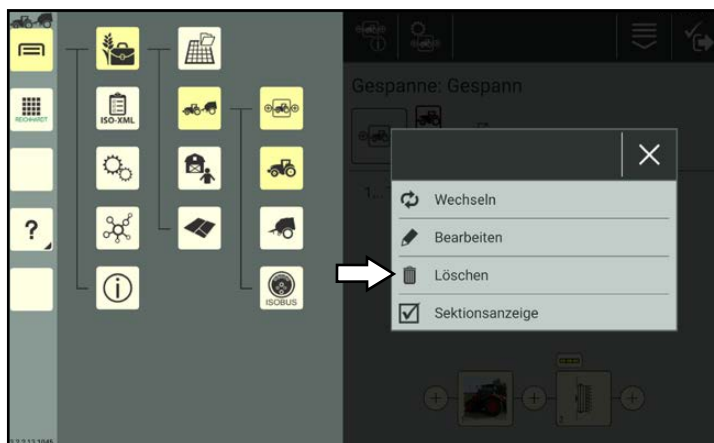 REICHHARDT
ISO-XML
?
ISOBUS
Gespanne: Gespann
Wechseln
Bearbeiten
Löschen
Sektionsanzeige